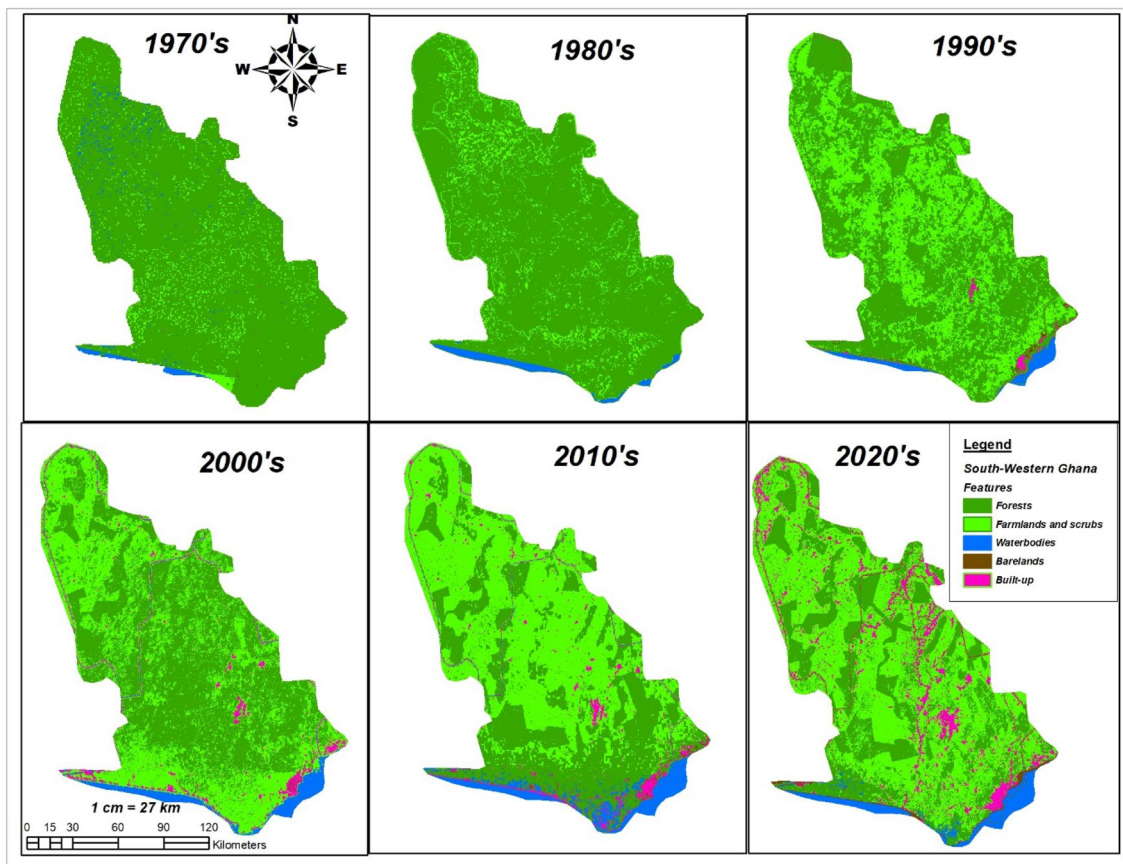 1970's
N
W E
S
1980's
1990's
2000's
1 cm = 27 km
0 15 30 60 90 120
Kilometers
2010's
2020's
Legend
South-Western Ghana
Features
Forests
Farmlands and scrubs
Waterbodies
Barelands
Built-up